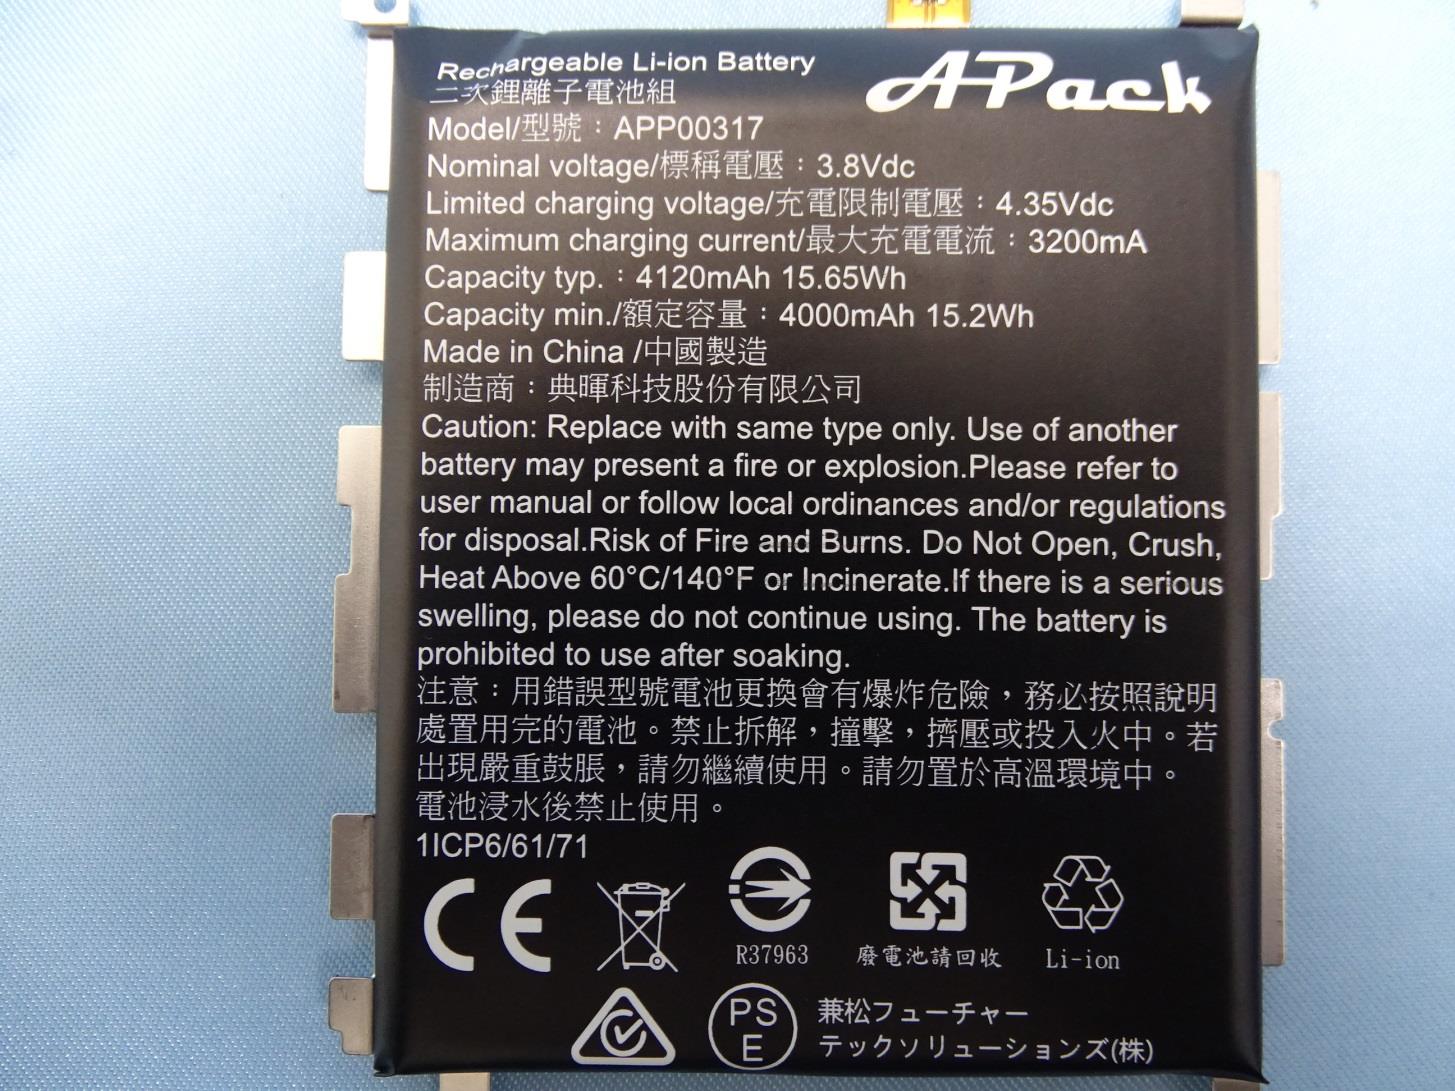 Rechargeable Li-ion Battery
APack
二次鋰離子電池組
Model/型號：APP00317
Nominal voltage/標稱電壓：3.8Vdc
Limited charging voltage/充電限制電壓：4.35Vdc
Maximum charging current/最大充電電流：3200mA
Capacity typ.：4120mAh 15.65Wh
Capacity min./額定容量：4000mAh 15.2Wh
Made in China /中國製造
制造商：典暉科技股份有限公司
Caution: Replace with same type only. Use of another
battery may present a fire or explosion.Please refer to
user manual or follow local ordinances and/or regulations
for disposal.Risk of Fire and Burns. Do Not Open, Crush,
Heat Above 60°C/140°F or Incinerate.If there is a serious
swelling, please do not continue using. The battery is
prohibited to use after soaking.
注意：用錯誤型號電池更換會有爆炸危險，務必按照說明
處置用完的電池。禁止拆解，撞擊，擠壓或投入火中。若
出現嚴重鼓脹，請勿繼續使用。請勿置於高溫環境中。
電池浸水後禁止使用。
1ICP6/61/71
CE
R37963
廢電池請回收
Li-ion
PS
E
兼松フューチャー
テックソリューションズ(株)